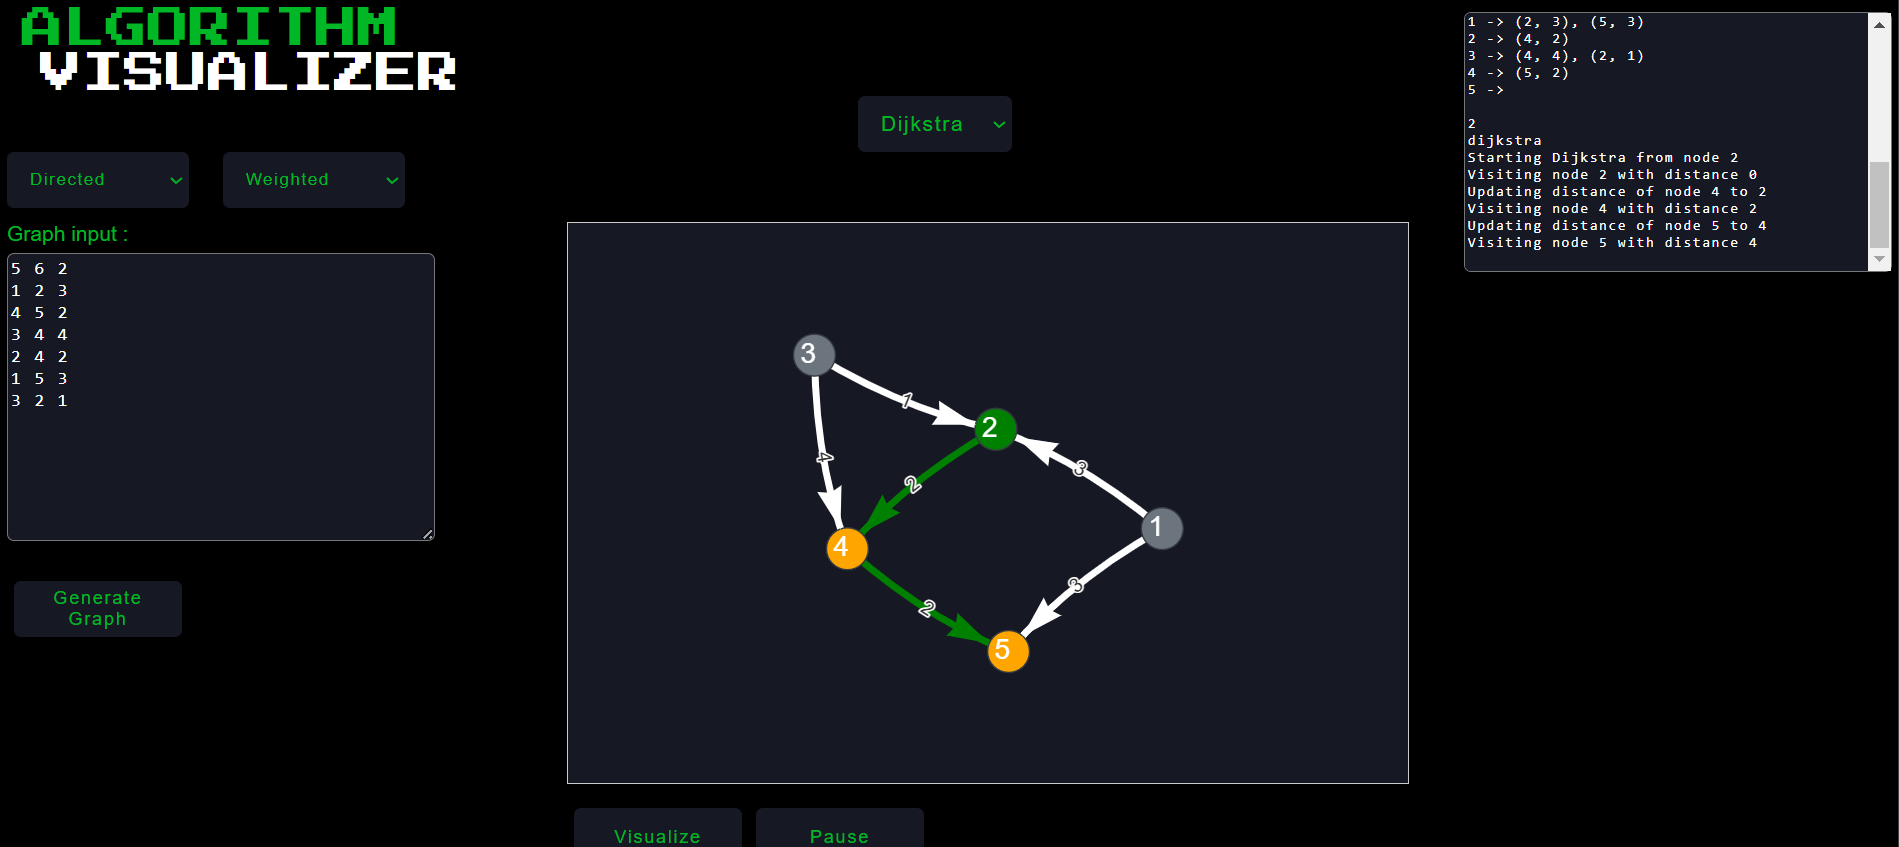 ALGORITHM
VISUALIZER
Dijkstra
Directed
Weighted
Graph input :
5 6 2
1 2 3
4 5 2
3 4 4
2 4 2
1 5 3
3 2 1
Generate
Graph
3
1
2
4
2
3
1
4
3
2
5
Visualize
Pause
1 -> (2, 3), (5, 3)
2 -> (4, 2)
3 -> (4, 4), (2, 1)
4 -> (5, 2)
5 ->
2
dijkstra
Starting Dijkstra from node 2
Visiting node 2 with distance 0
Updating distance of node 4 to 2
Visiting node 4 with distance 2
Updating distance of node 5 to 4
Visiting node 5 with distance 4